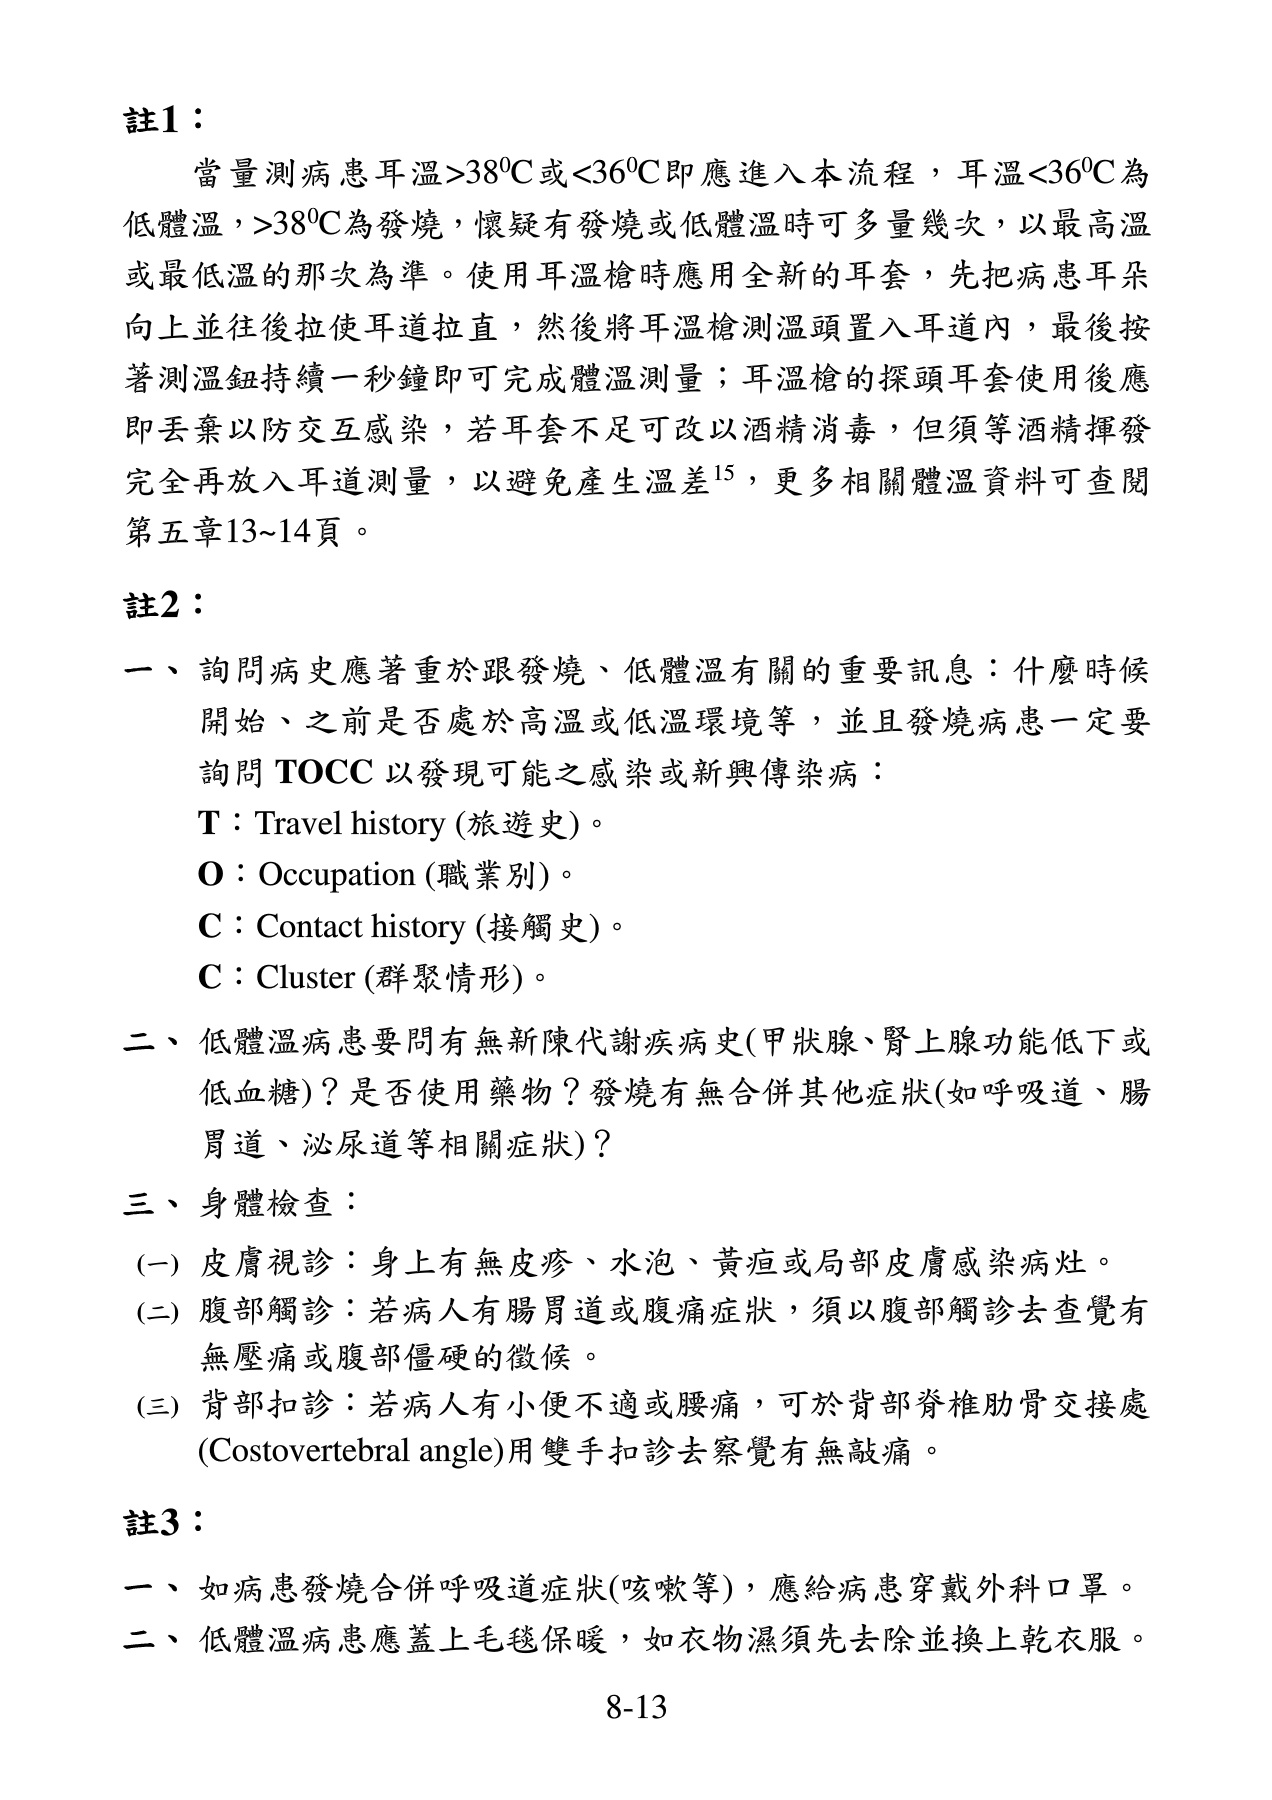 註1：
當量測病患耳溫>38⁰C或<36⁰C即應進入本流程，耳溫<36⁰C為
低體溫，>38⁰C為發燒，懷疑有發燒或低體溫時可多量幾次，以最高溫
或最低溫的那次為準。使用耳溫槍時應用全新的耳套，先把病患耳朵
向上並往後拉使耳道拉直，然後將耳溫槍測溫頭置入耳道內，最後按
著測溫鈕持續一秒鐘即可完成體溫測量；耳溫槍的探頭耳套使用後應
即丟棄以防交互感染，若耳套不足可改以酒精消毒，但須等酒精揮發
完全再放入耳道測量，以避免產生溫差¹⁵，更多相關體溫資料可查閱
第五章13~14頁。
註2：
一、 詢問病史應著重於跟發燒、低體溫有關的重要訊息：什麼時候
開始、之前是否處於高溫或低溫環境等，並且發燒病患一定要
詢問 TOCC 以發現可能之感染或新興傳染病：
T：Travel history (旅遊史)。
O：Occupation (職業別)。
C：Contact history (接觸史)。
C：Cluster (群聚情形)。
二、 低體溫病患要問有無新陳代謝疾病史(甲狀腺、腎上腺功能低下或
低血糖)？是否使用藥物？發燒有無合併其他症狀(如呼吸道、腸
胃道、泌尿道等相關症狀)？
三、 身體檢查：
(一) 皮膚視診：身上有無皮疹、水泡、黃疸或局部皮膚感染病灶。
(二) 腹部觸診：若病人有腸胃道或腹痛症狀，須以腹部觸診去查覺有
無壓痛或腹部僵硬的徵候。
(三) 背部扣診：若病人有小便不適或腰痛，可於背部脊椎肋骨交接處
(Costovertebral angle)用雙手扣診去察覺有無敲痛。
註3：
一、 如病患發燒合併呼吸道症狀(咳嗽等)，應給病患穿戴外科口罩。
二、 低體溫病患應蓋上毛毯保暖，如衣物濕須先去除並換上乾衣服。
8-13